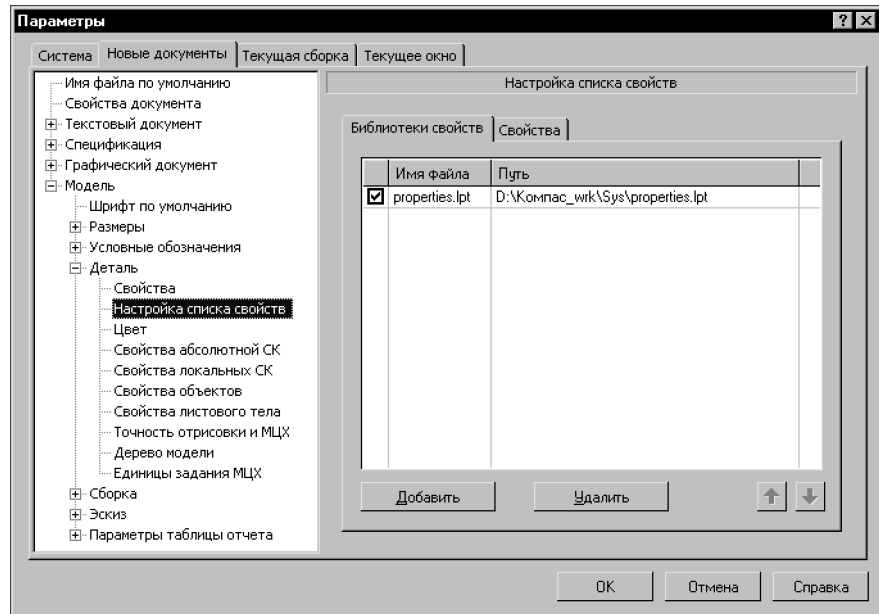 Параметры
Система
Новые документы
Текущая сборка
Текущее окно
Имя файла по умолчанию
Свойства документа
Текстовый документ
Спецификация
Графический документ
Модель
Шрифт по умолчанию
Размеры
Условные обозначения
Деталь
Свойства
Настройка списка свойств
Цвет
Свойства абсолютной СК
Свойства локальных СК
Свойства объектов
Свойства листового тела
Точность отрисовки и МЦХ
Дерево модели
Единицы задания МЦХ
Сборка
Эскиз
Параметры таблицы отчета
Настройка списка свойств
Библиотеки свойств
Свойства
Имя файла Путь
properties.lpt D:\Компас_wrk\Sys\properties.lpt
Добавить
Удалить
OK
Отмена
Справка